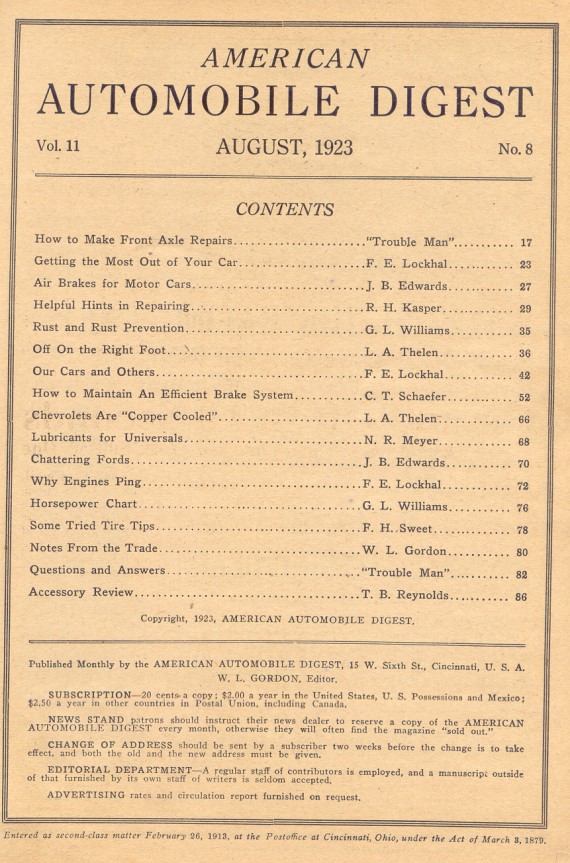 AMERICAN
AUTOMOBILE DIGEST
Vol. 11 AUGUST, 1923 No. 8
CONTENTS
How to Make Front Axle Repairs.....................“Trouble Man”.......... 17
Getting the Most Out of Your Car....................F. E. Lockhal........... 23
Air Brakes for Motor Cars...........................J. B. Edwards........... 27
Helpful Hints in Repairing..........................R. H. Kasper............ 29
Rust and Rust Prevention............................G. L. Williams.......... 35
Off On the Right Foot...............................L. A. Thelen............ 36
Our Cars and Others.................................F. E. Lockhal........... 42
How to Maintain An Efficient Brake System...........C. T. Schaefer.......... 52
Chevrolets Are “Copper Cooled”......................L. A. Thelen............ 66
Lubricants for Universals...........................N. R. Meyer............. 68
Chattering Fords....................................J. B. Edwards........... 70
Why Engines Ping....................................F. E. Lockhal........... 72
Horsepower Chart....................................G. L. Williams.......... 76
Some Tried Tire Tips................................F. H. Sweet............. 78
Notes From the Trade................................W. L. Gordon............ 80
Questions and Answers...............................“Trouble Man”........... 82
Accessory Review....................................T. B. Reynolds.......... 86
Copyright, 1923, AMERICAN AUTOMOBILE DIGEST.
Published Monthly by the AMERICAN AUTOMOBILE DIGEST, 15 W. Sixth St., Cincinnati, U. S. A.
W. L. GORDON, Editor.
SUBSCRIPTION—20 cents a copy; $2.00 a year in the United States, U. S. Possessions and Mexico;
$2.50 a year in other countries in Postal Union, including Canada.
NEWS STAND patrons should instruct their news dealer to reserve a copy of the AMERICAN
AUTOMOBILE DIGEST every month, otherwise they will often find the magazine “sold out.”
CHANGE OF ADDRESS should be sent by a subscriber two weeks before the change is to take
effect, and both the old and the new address must be given.
EDITORIAL DEPARTMENT—A regular staff of contributors is employed, and a manuscript outside
of that furnished by its own staff of writers is seldom accepted.
ADVERTISING rates and circulation report furnished on request.
Entered as second-class matter February 26, 1913, at the Postoffice at Cincinnati, Ohio, under the Act of March 3, 1879.